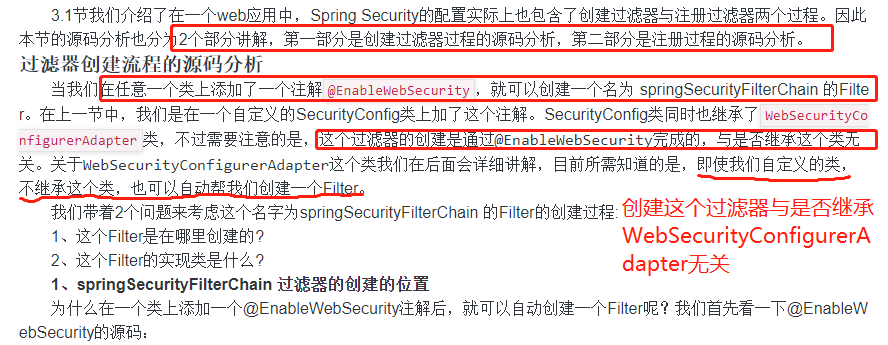 3.1节我们介绍了在一个web应用中，Spring Security的配置实际上也包含了创建过滤器与注册过滤器两个过程。因此
本节的源码分析也分为2个部分讲解，第一部分是创建过滤器过程的源码分析，第二部分是注册过程的源码分析。
过滤器创建流程的源码分析
当我们在任意一个类上添加了一个注解@EnableWebSecurity，就可以创建一个名为 springSecurityFilterChain 的Filte
r。在上一节中，我们是在一个自定义的SecurityConfig类上加了这个注解。SecurityConfig类同时也继承了 WebSecurityCo
nfigurerAdapter类，不过需要注意的是，这个过滤器的创建是通过@EnableWebSecurity完成的，与是否继承这个类无
关。关于WebSecurityConfigurerAdapter这个类我们在后面会详细讲解，目前所需知道的是，即使我们自定义的类，
不继承这个类，也可以自动帮我们创建一个Filter。
我们带着2个问题来考虑这个名字为springSecurityFilterChain 的Filter的创建过程:
1、这个Filter是在哪里创建的?
2、这个Filter的实现类是什么?
创建这个过滤器与是否继承
WebSecurityConfigurerA
dapter无关
1、springSecurityFilterChain 过滤器的创建的位置
为什么在一个类上添加一个@EnableWebSecurity注解后，就可以自动创建一个Filter呢？我们首先看一下@EnableW
ebSecurity的源码：